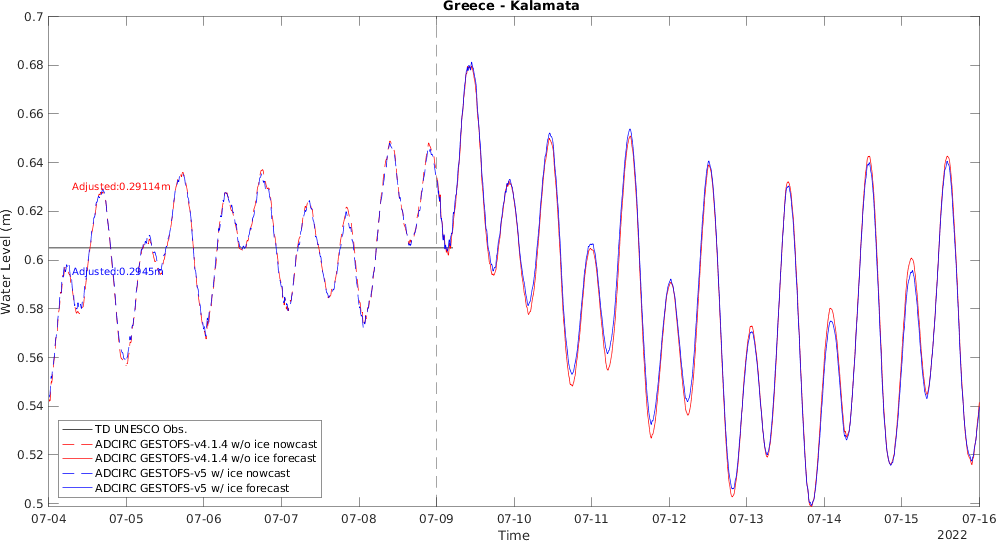 Greece - Kalamata
0.7
0.68
0.66
0.64
0.62
0.6
0.58
0.56
0.54
0.52
0.5
Water Level (m)
Adjusted:0.29114m
Adjusted:0.2945m
TD UNESCO Obs.
ADCIRC GESTOFS-v4.1.4 w/o ice nowcast
ADCIRC GESTOFS-v4.1.4 w/o ice forecast
ADCIRC GESTOFS-v5 w/ ice nowcast
ADCIRC GESTOFS-v5 w/ ice forecast
07-04 07-05 07-06 07-07 07-08 07-09 07-10 07-11 07-12 07-13 07-14 07-15 07-16
Time
2022